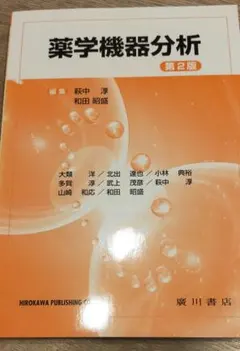 薬学機器分析
第2版
編集 萩中 淳
和田 昭盛
大類 洋／北出 達也／小林 典裕
多賀 淳／武上 茂彦／萩中 淳
山﨑 和応／和田 昭盛
HIROKAWA PUBLISHING
廣川書店